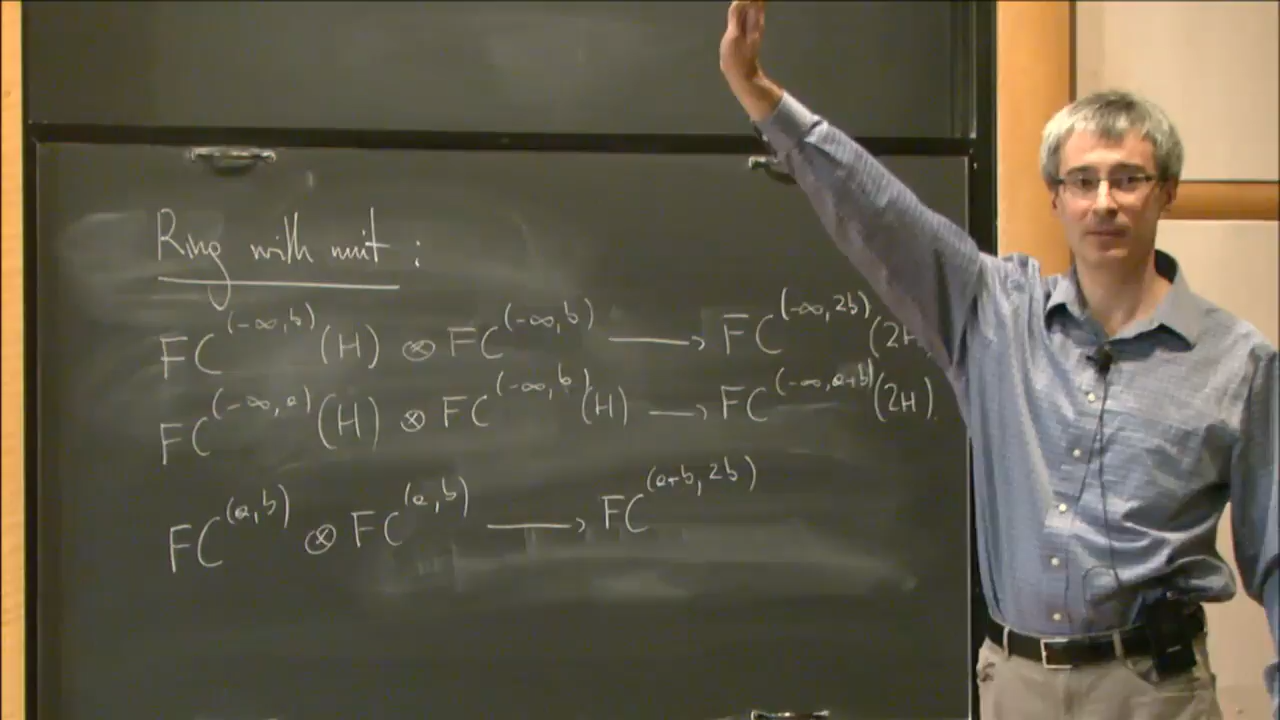 Ring with unit :
FC^(-∞,b) (H) ⊗ FC^(-∞,b) ⟶ FC^(-∞,2b) (2H
FC^(-∞,a) (H) ⊗ FC^(-∞,b) (H) ⟶ FC^(-∞,a+b) (2H).
FC^(a,b) ⊗ FC^(a,b) ⟶ FC^(a+b,2b)